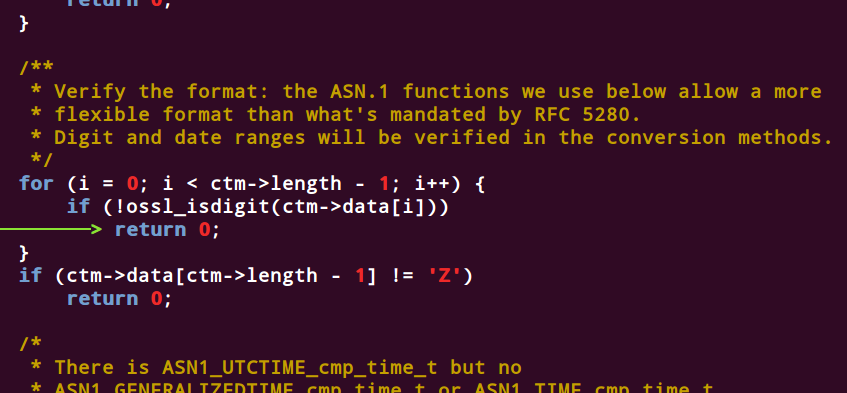 return 0;
}
/**
* Verify the format: the ASN.1 functions we use below allow a more
* flexible format than what's mandated by RFC 5280.
* Digit and date ranges will be verified in the conversion methods.
*/
for (i = 0; i < ctm->length - 1; i++) {
if (!ossl_isdigit(ctm->data[i]))
return 0;
}
if (ctm->data[ctm->length - 1] != 'Z')
return 0;
/*
* There is ASN1_UTCTIME_cmp_time_t but no
* ASN1_GENERALIZEDTIME_cmp_time_t or ASN1_TIME_cmp_time_t